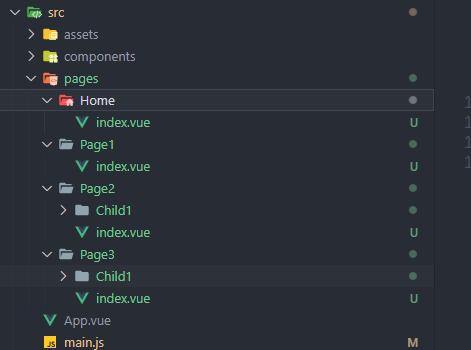 src
assets
components
pages
Home
index.vue U
Page1
index.vue U
Page2
Child1
index.vue U
Page3
Child1
index.vue U
App.vue
main.js M